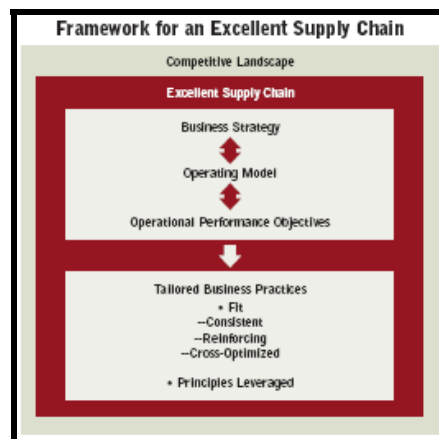 Framework for an Excellent Supply Chain
Competitive Landscape
Excellent Supply Chain
Business Strategy
Operating Model
Operational Performance Objectives
Tailored Business Practices
• Fit
--Consistent
--Reinforcing
--Cross-Optimized
• Principles Leveraged